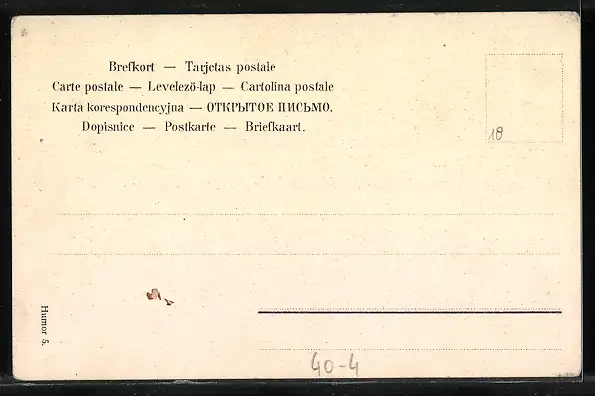 Brefkort — Tarjetas postale
Carte postale — Levelezö-lap — Cartolina postale
Karta korespondencyjna — ОТКРЫТОЕ ПИСЬМО.
Dopisnice — Postkarte — Briefkaart.
18
Humor 5.
40-4